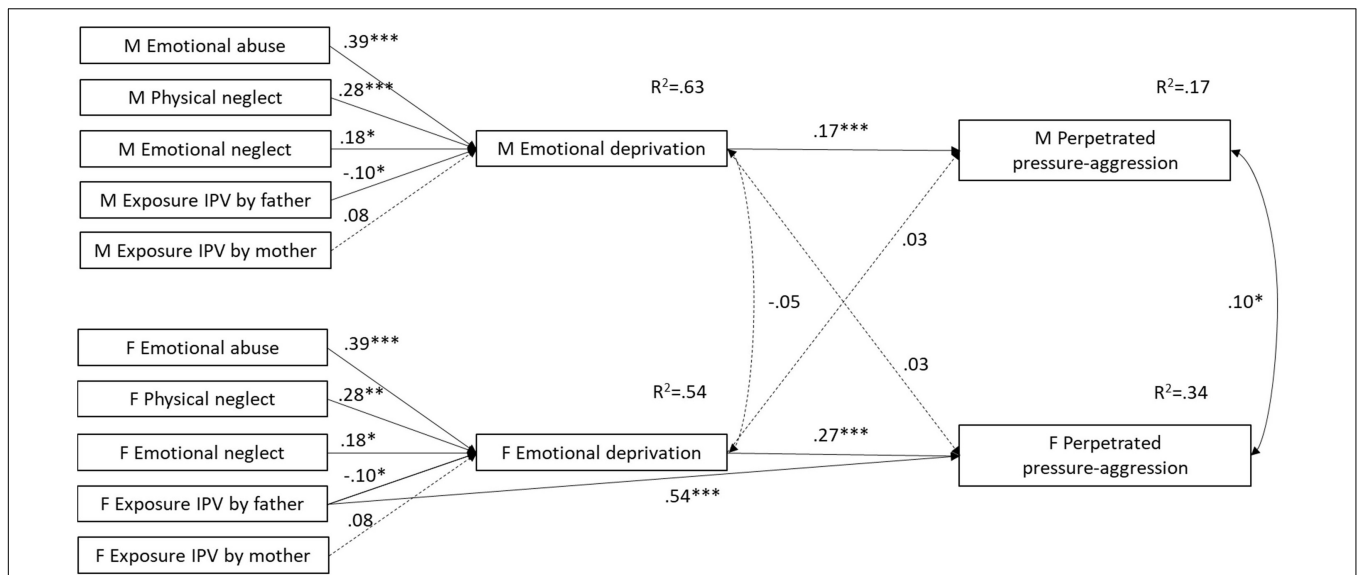 M Emotional abuse
.39***
M Physical neglect
.28***
M Emotional neglect
.18*
M Exposure IPV by father
-.10*
M Exposure IPV by mother
.08
R²=.63
M Emotional deprivation
.17***
R²=.17
M Perpetrated
pressure-aggression
.03
-.05
.10*
.03
F Emotional abuse
.39***
F Physical neglect
.28**
F Emotional neglect
.18*
F Exposure IPV by father
-.10*
F Exposure IPV by mother
.08
R²=.54
F Emotional deprivation
.27***
.54***
R²=.34
F Perpetrated
pressure-aggression